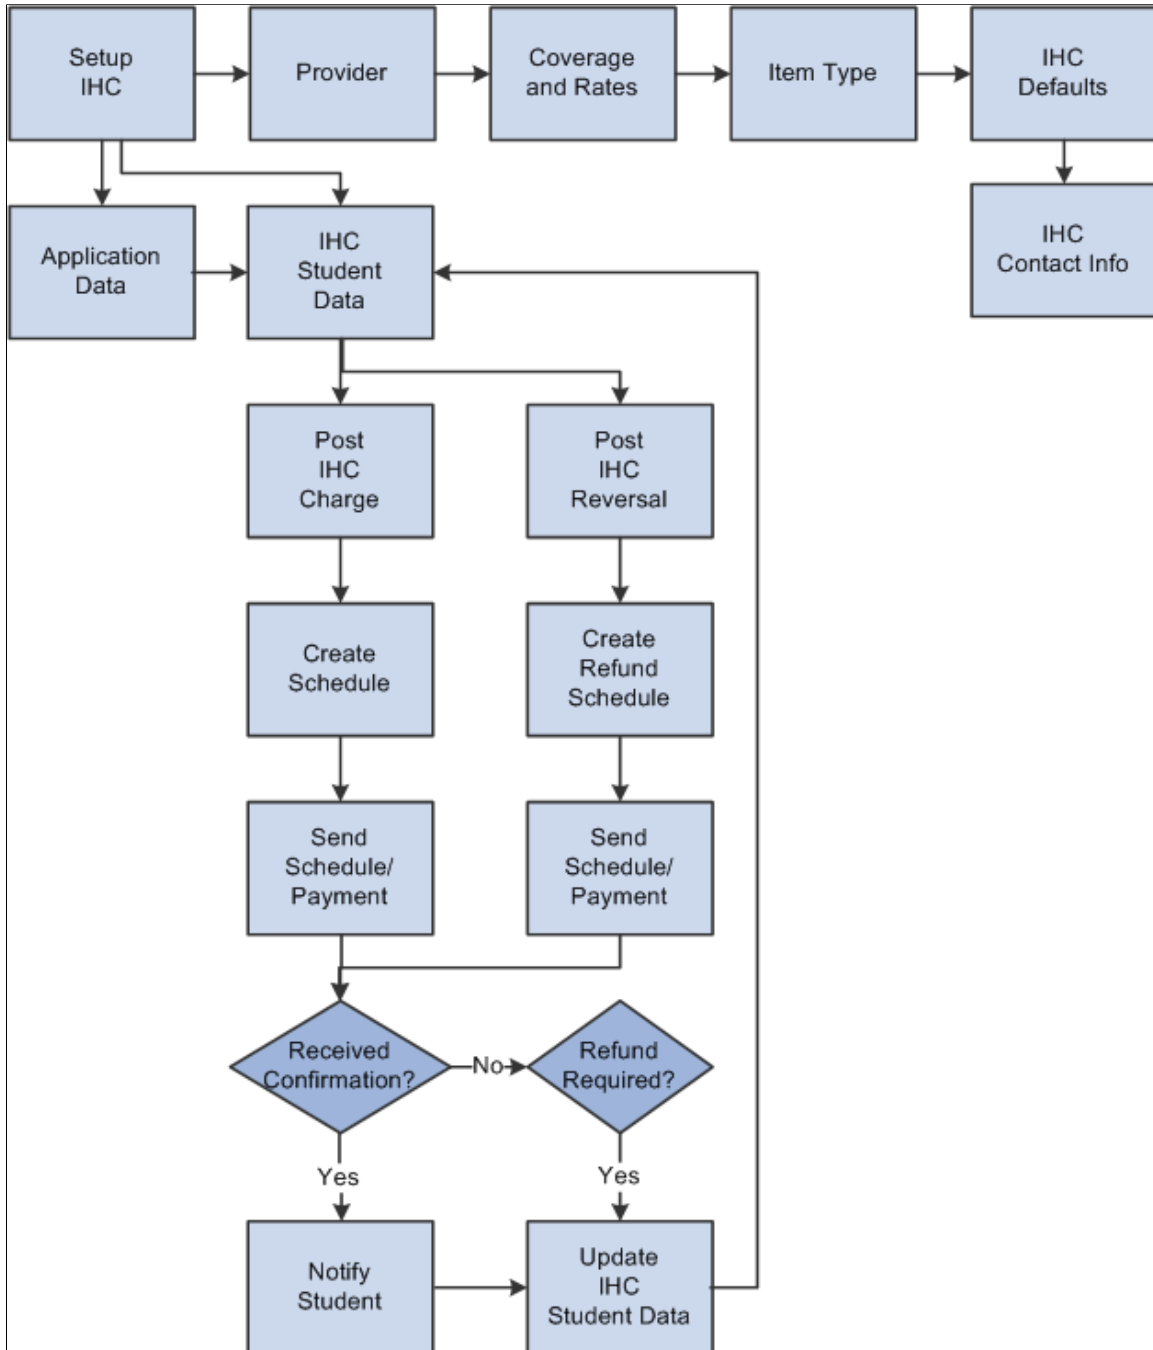 Setup
IHC
Provider
Coverage
and Rates
Item Type
IHC
Defaults
Application
Data
IHC
Student
Data
IHC
Contact Info
Post
IHC
Charge
Post
IHC
Reversal
Create
Schedule
Create
Refund
Schedule
Send
Schedule/
Payment
Send
Schedule/
Payment
Received
Confirmation?
No
Refund
Required?
Yes
Yes
Notify
Student
Update
IHC
Student Data